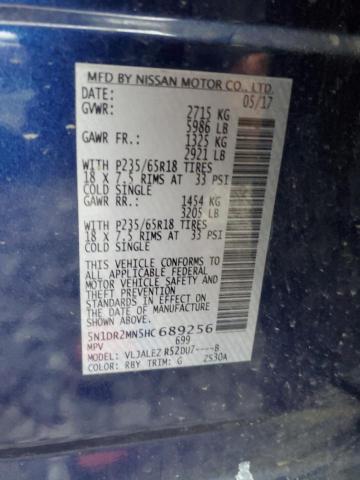 MFD BY NISSAN MOTOR CO., LTD.
DATE: 05/17
GVWR: 2715 KG
5986 LB
GAWR FR.: 1325 KG
2921 LB
WITH P235/65R18 TIRES
18 X 7.5 RIMS AT 33 PSI
COLD SINGLE
GAWR RR.: 1454 KG
3205 LB
WITH P235/65R18 TIRES
18 X 7.5 RIMS AT 33 PSI
COLD SINGLE
THIS VEHICLE CONFORMS TO
ALL APPLICABLE FEDERAL
MOTOR VEHICLE SAFETY AND
THEFT PREVENTION
STANDARDS IN EFFECT ON
THE DATE OF MANUFACTURE
SHOWN ABOVE
5N1DR2MN5HC689256
MPV 699
MODEL: VLJALEZ R52DUZ----B
COLOR: RBY TRIM: G 2530A